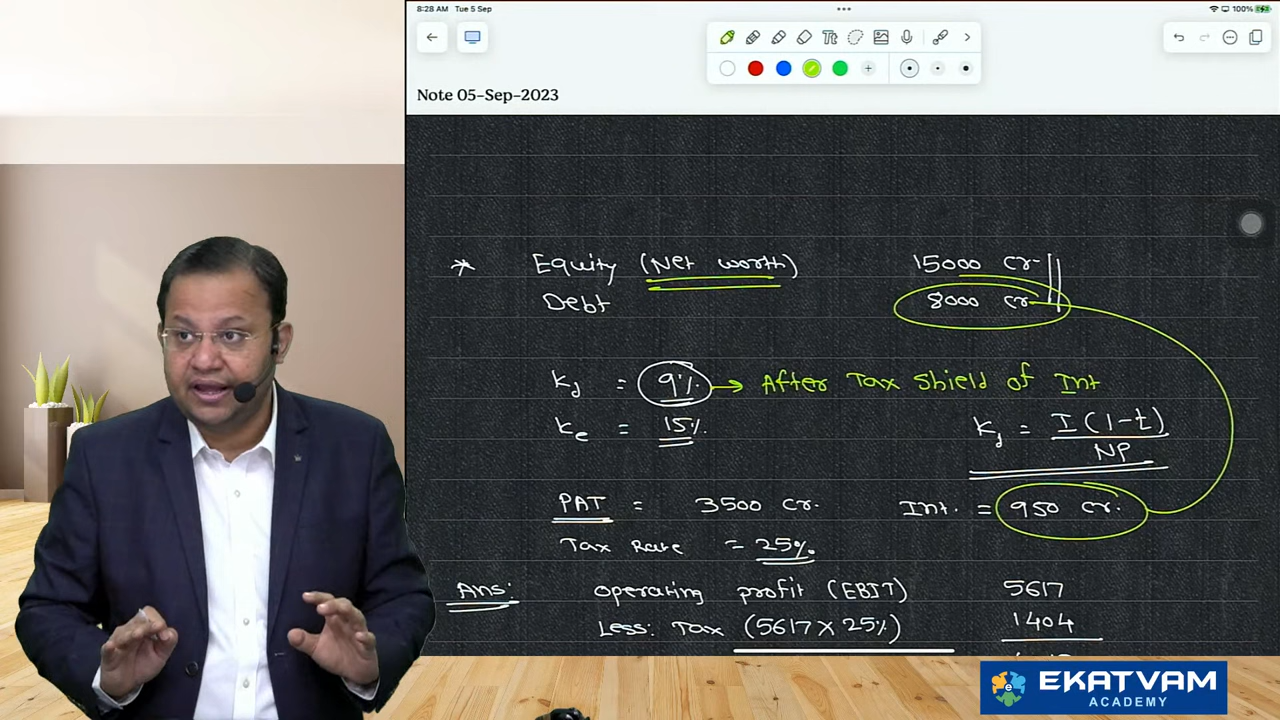 8:28 AM Tue 5 Sep
100%
Tt
Note 05-Sep-2023
* Equity (Net worth) 15000 cr
Debt 8000 cr
Kd = 9% → After Tax Shield of Int
Ke = 15% Kd = I(1-t)
NP
PAT = 3500 Cr. Int. = 950 Cr.
Tax Rate = 25%.
Ans: Operating profit (EBIT) 5617
Less: Tax (5617 X 25%) 1404
EKATVAM
ACADEMY